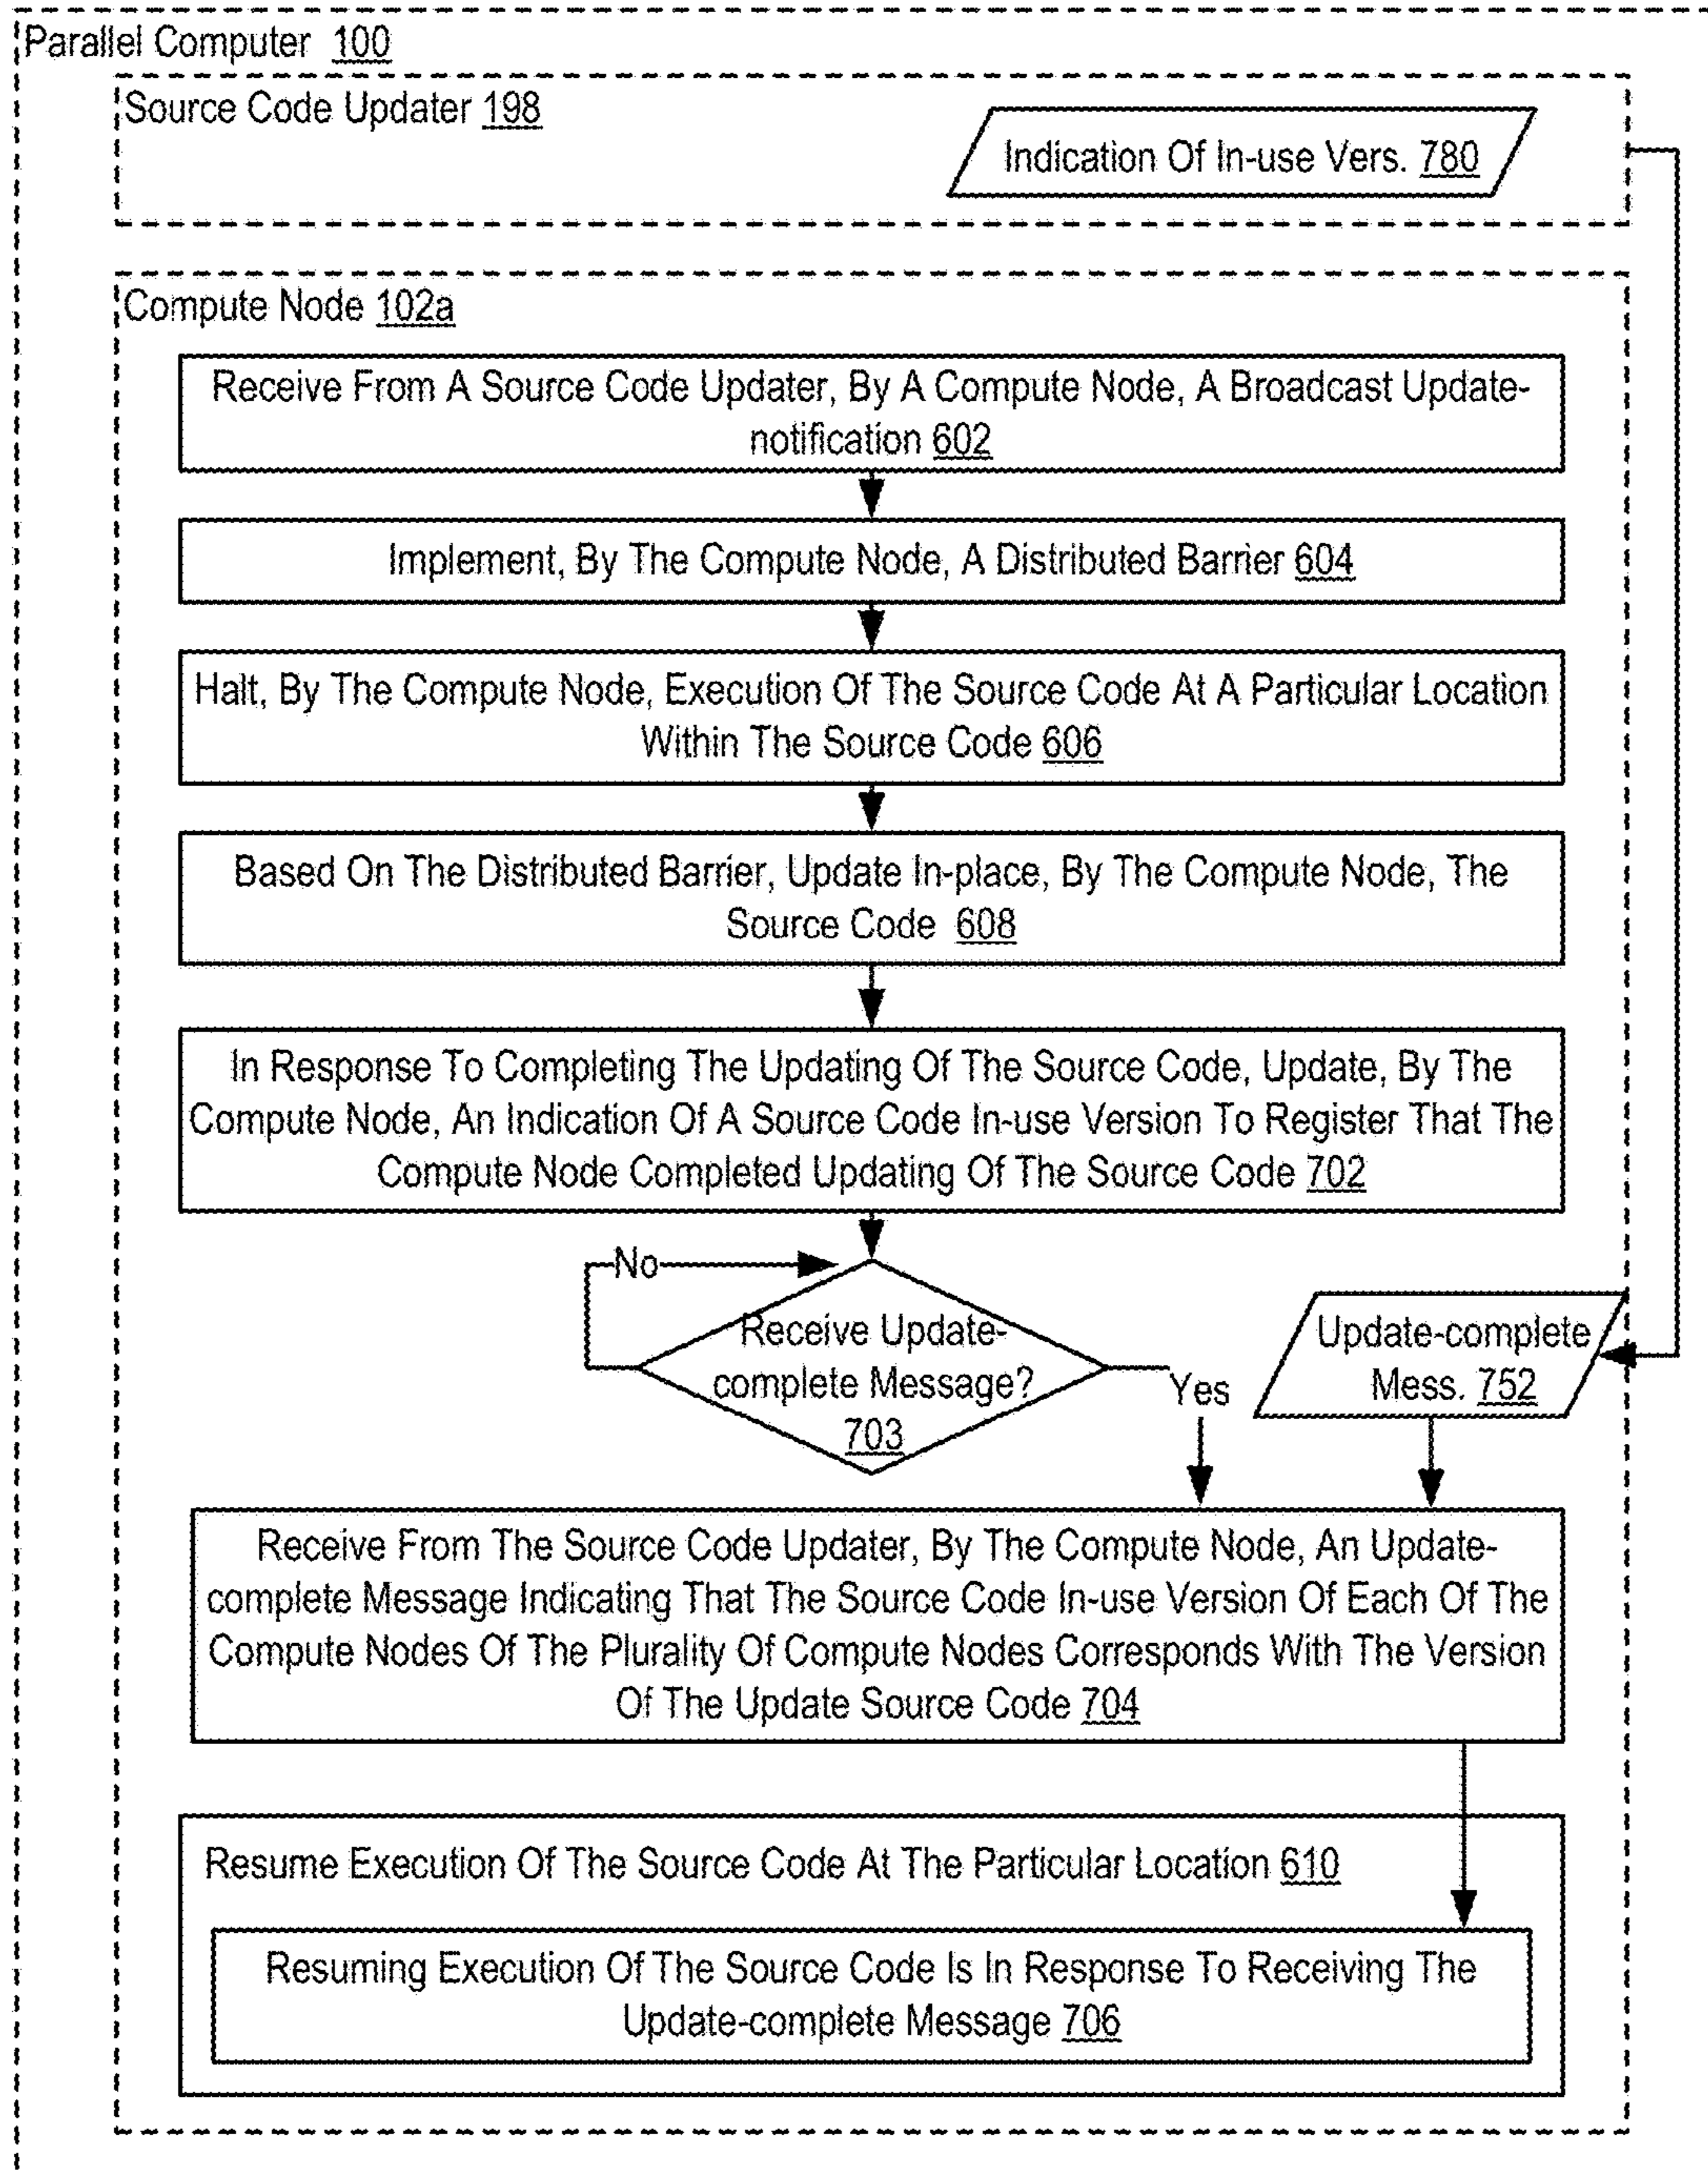 Parallel Computer 100
Source Code Updater 198
Indication Of In-use Vers. 780
Compute Node 102a
Receive From A Source Code Updater, By A Compute Node, A Broadcast Update-
notification 602
Implement, By The Compute Node, A Distributed Barrier 604
Halt, By The Compute Node, Execution Of The Source Code At A Particular Location
Within The Source Code 606
Based On The Distributed Barrier, Update In-place, By The Compute Node, The
Source Code 608
In Response To Completing The Updating Of The Source Code, Update, By The
Compute Node, An Indication Of A Source Code In-use Version To Register That The
Compute Node Completed Updating Of The Source Code 702
No
Receive Update-
complete Message?
703
Yes
Update-complete
Mess. 752
Receive From The Source Code Updater, By The Compute Node, An Update-
complete Message Indicating That The Source Code In-use Version Of Each Of The
Compute Nodes Of The Plurality Of Compute Nodes Corresponds With The Version
Of The Update Source Code 704
Resume Execution Of The Source Code At The Particular Location 610
Resuming Execution Of The Source Code Is In Response To Receiving The
Update-complete Message 706